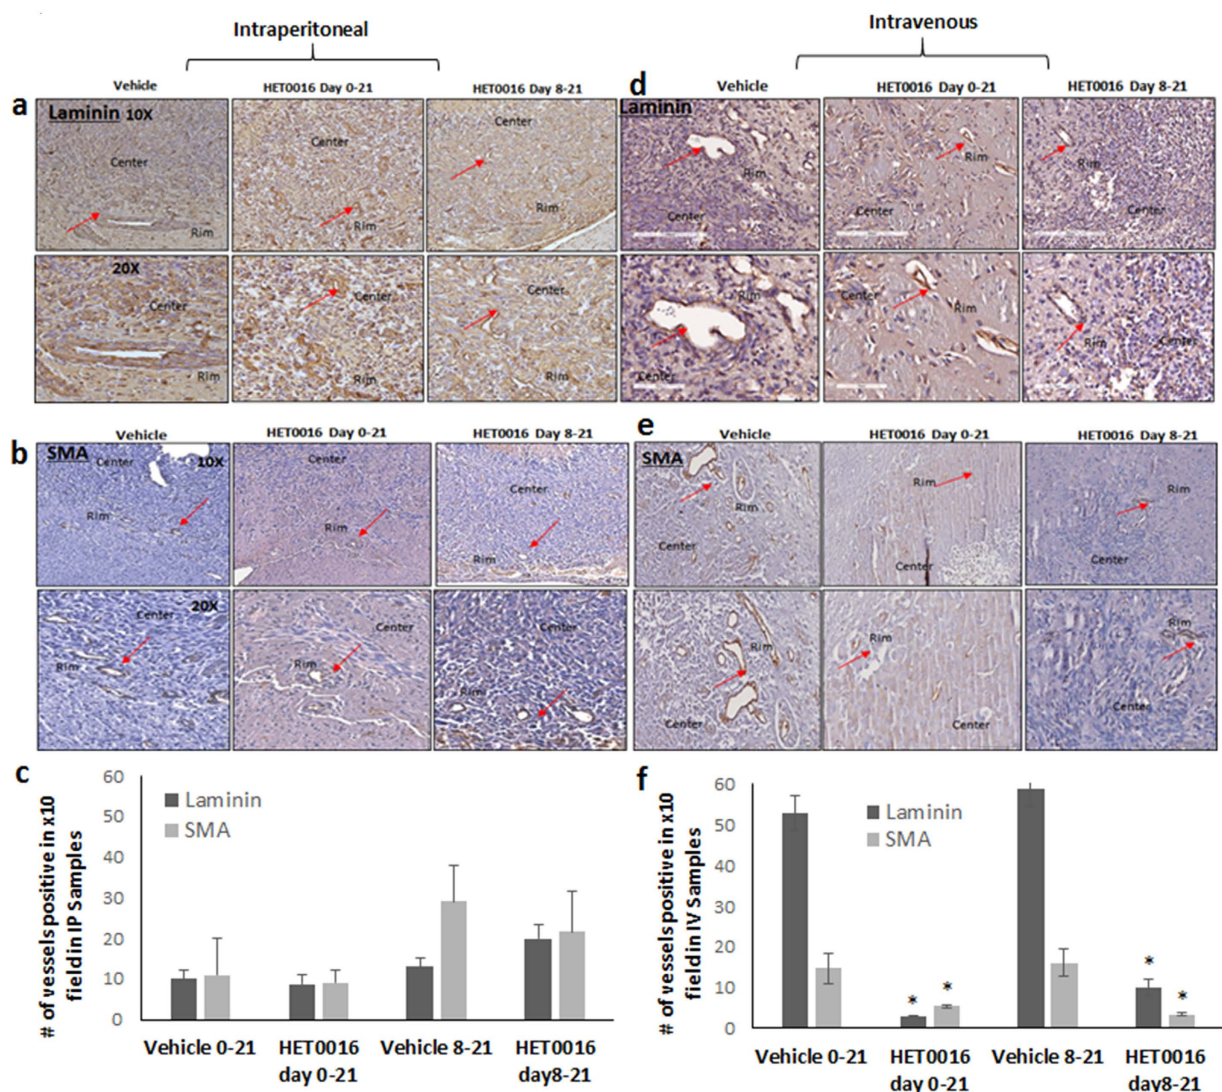 Intraperitoneal
Vehicle
HET0016 Day 0-21
HET0016 Day 8-21
a
Laminin 10X
Center
Rim
Center
Rim
Center
Rim
20X
Center
Rim
Center
Rim
Center
Rim
Vehicle
HET0016 Day 0-21
HET0016 Day 8-21
b
SMA
10X
Center
Rim
Center
Rim
Center
Rim
20X
Center
Rim
Center
Rim
Center
Rim
c
# of vessels positive in x10
field in IP Samples
60
50
40
30
20
10
0
Laminin
SMA
Vehicle 0-21
HET0016
day 0-21
Vehicle 8-21
HET0016
day8-21
Intravenous
Vehicle
HET0016 Day 0-21
HET0016 Day 8-21
d
Laminin
Rim
Center
Rim
Center
Rim
Center
Rim
Center
Center
Rim
Rim
Center
e
Vehicle
HET0016 Day 0-21
HET0016 Day 8-21
SMA
Rim
Center
Rim
Center
Rim
Center
Rim
Center
Rim
Center
Rim
Center
f
# of vessels positive in x10
field in IV Samples
60
50
40
30
20
10
0
Laminin
SMA
*
*
*
*
Vehicle 0-21
HET0016
day 0-21
Vehicle 8-21
HET0016
day8-21